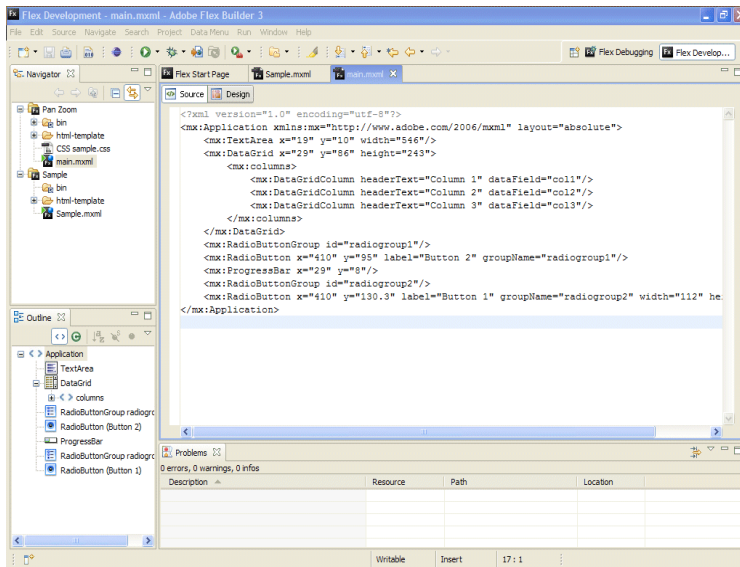 Flex Development - main.mxml - Adobe Flex Builder 3
File Edit Source Navigate Search Project Data Menu Run Window Help
Flex Debugging
Flex Develop...
Navigator
Pan Zoom
bin
html-template
CSS sample.css
main.mxml
Sample
bin
html-template
Sample.mxml
Outline
Application
TextArea
DataGrid
columns
RadioButtonGroup radiogro
RadioButton (Button 2)
ProgressBar
RadioButtonGroup radiogro
RadioButton (Button 1)
Flex Start Page
Sample.mxml
main.mxml
Source
Design
<?xml version="1.0" encoding="utf-8"?>
<mx:Application xmlns:mx="http://www.adobe.com/2006/mxml" layout="absolute">
<mx:TextArea x="19" y="10" width="546"/>
<mx:DataGrid x="29" y="86" height="243">
<mx:columns>
<mx:DataGridColumn headerText="Column 1" dataField="col1"/>
<mx:DataGridColumn headerText="Column 2" dataField="col2"/>
<mx:DataGridColumn headerText="Column 3" dataField="col3"/>
</mx:columns>
</mx:DataGrid>
<mx:RadioButtonGroup id="radiogroup1"/>
<mx:RadioButton x="410" y="95" label="Button 2" groupName="radiogroup1"/>
<mx:ProgressBar x="29" y="8"/>
<mx:RadioButtonGroup id="radiogroup2"/>
<mx:RadioButton x="410" y="130.3" label="Button 1" groupName="radiogroup2" width="112" he
</mx:Application>
Problems
0 errors, 0 warnings, 0 infos
Description Resource Path Location
Writable Insert 17 : 1